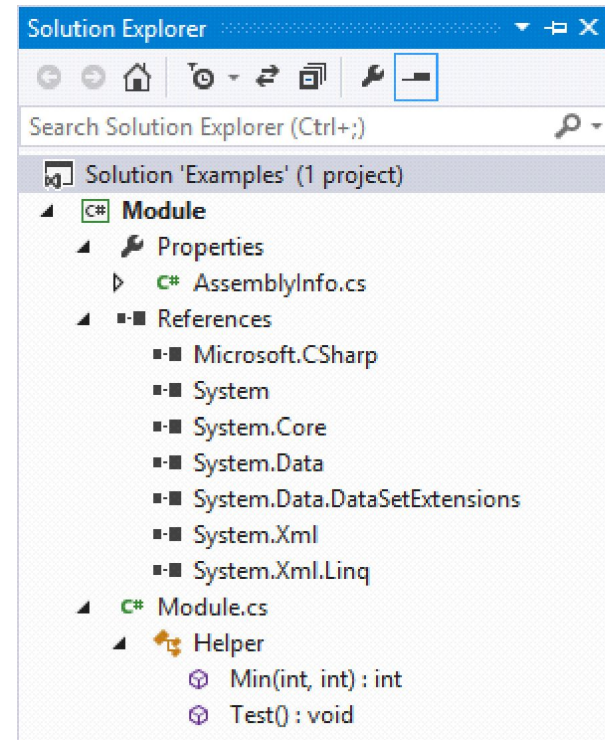 Solution Explorer
Search Solution Explorer (Ctrl+;)
Solution 'Examples' (1 project)
C# Module
Properties
C# AssemblyInfo.cs
References
Microsoft.CSharp
System
System.Core
System.Data
System.Data.DataSetExtensions
System.Xml
System.Xml.Linq
C# Module.cs
Helper
Min(int, int) : int
Test() : void